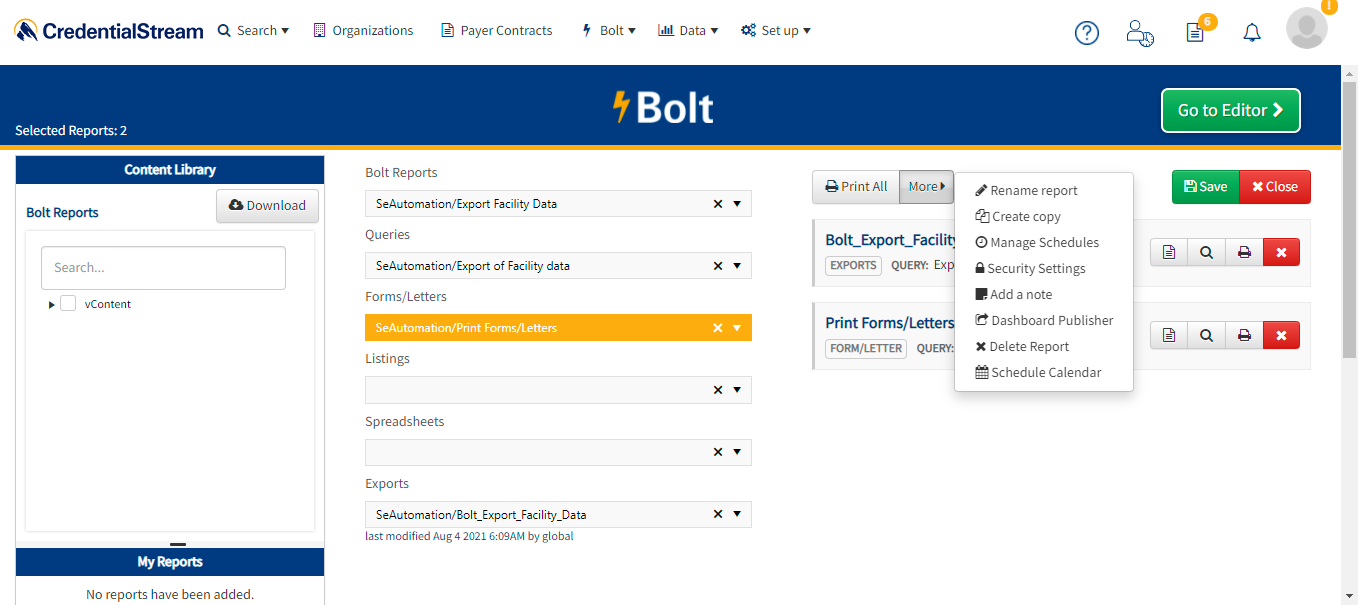 CredentialStream
Search
Organizations
Payer Contracts
Bolt
Data
Set up
?
6
!
Bolt
Go to Editor
Selected Reports: 2
Content Library
Bolt Reports
Download
Search...
vContent
My Reports
No reports have been added.
Bolt Reports
SeAutomation/Export Facility Data
Queries
SeAutomation/Export of Facility data
Forms/Letters
SeAutomation/Print Forms/Letters
Listings
Spreadsheets
Exports
SeAutomation/Bolt_Export_Facility_Data
last modified Aug 4 2021 6:09AM by global
Print All
More
Save
Close
Bolt_Export_Facility
EXPORTS QUERY: Exp
Print Forms/Letters
FORM/LETTER QUERY:
Rename report
Create copy
Manage Schedules
Security Settings
Add a note
Dashboard Publisher
Delete Report
Schedule Calendar